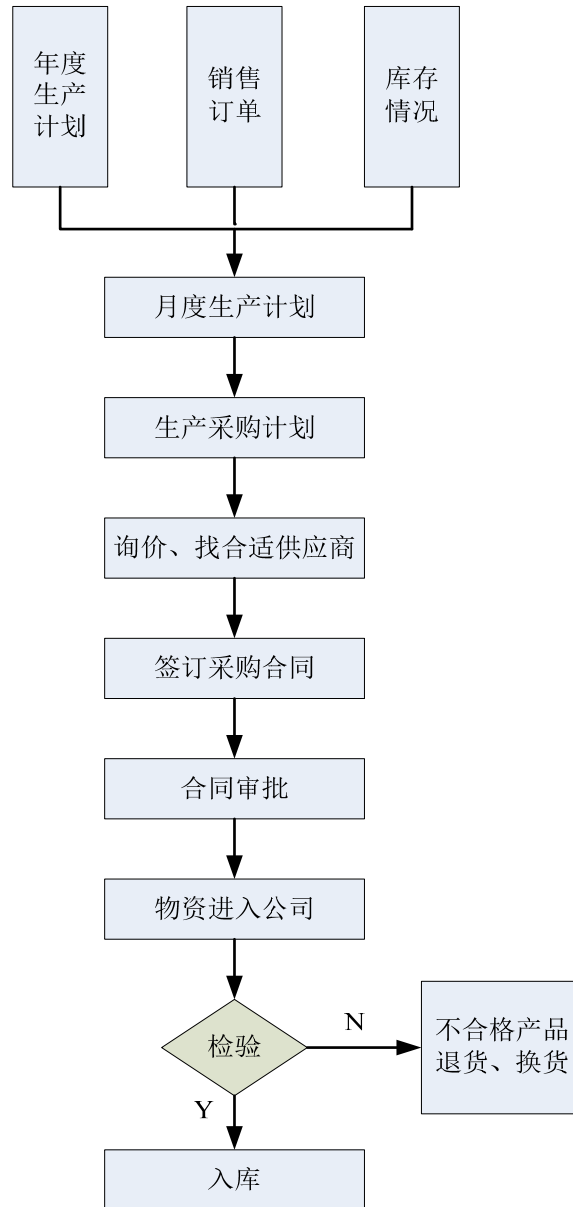 年度
生产
计划
销售
订单
库存
情况
月度生产计划
生产采购计划
询价、找合适供应商
签订采购合同
合同审批
物资进入公司
检验
N
不合格产品
退货、换货
Y
入库